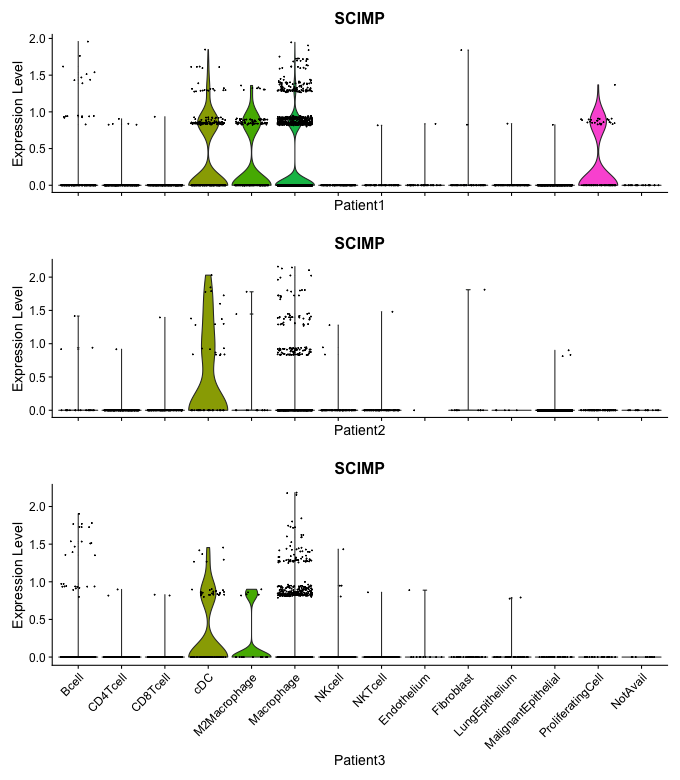 SCIMP
Expression Level
2.0
1.5
1.0
0.5
0.0
Patient1
SCIMP
Expression Level
2.0
1.5
1.0
0.5
0.0
Patient2
SCIMP
Expression Level
2.0
1.5
1.0
0.5
0.0
Bcell
CD4Tcell
CD8Tcell
cDC
M2Macrophage
Macrophage
NKcell
NKTcell
Endothelium
Fibroblast
LungEpithelium
MalignantEpithelial
ProliferatingCell
NotAvail
Patient3